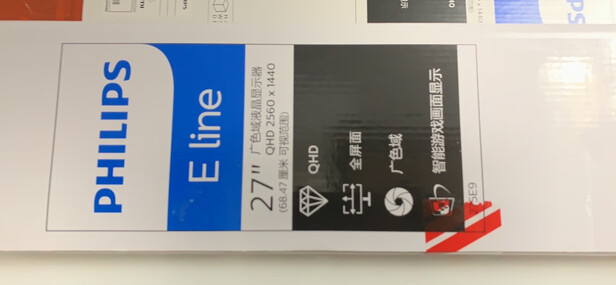 PHILIPS
E line
27"
广色域液晶显示器
QHD 2560 x 1440
(68.47 厘米 可视范围)
QHD
全屏面
广色域
智能游戏画面显示